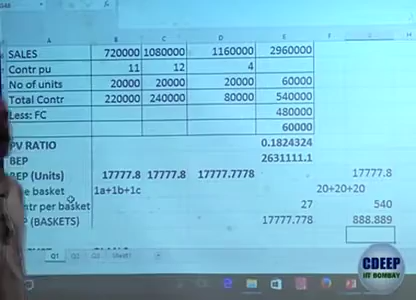 A B C D E F G
SALES 720000 1080000 1160000 2960000
Contr pu 11 12 4
No of units 20000 20000 20000 60000
Total Contr 220000 240000 80000 540000
Less: FC 480000
60000
PV RATIO 0.1824324
BEP 2631111.1
BEP (Units) 17777.8 17777.8 17777.7778 17777.8
basket 1a+1b+1c 20+20+20
per basket 27 540
(BASKETS) 17777.778 888.889
Q1 Q2 Q3 Sheet1
CDEEP
IIT BOMBAY